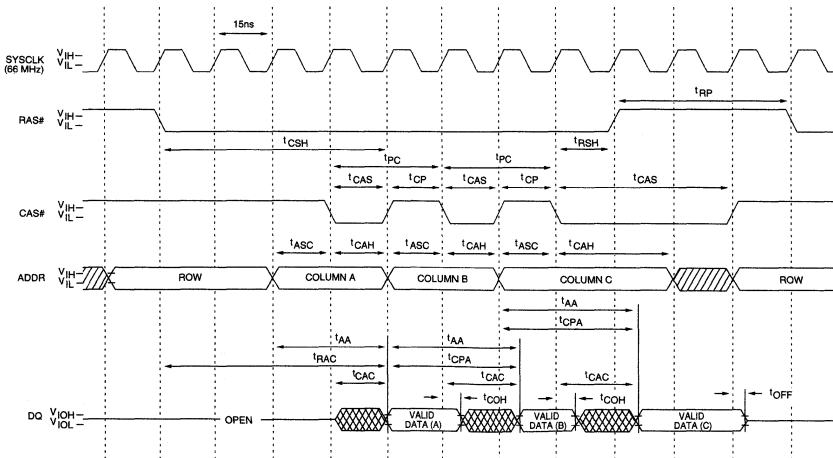 15ns
SYSCLK (66 MHz) VIH VIL
RAS# VIH VIL
tRP
tCSH
tRSH
tPC tPC
tCAS tCP tCAS tCP tCAS
CAS# VIH VIL
tASC tCAH tASC tCAH tASC tCAH
ADDR VIH VIL ROW COLUMN A COLUMN B COLUMN C ROW
tAA
tCPA
tAA tAA
tRAC tCPA
tCAC tCAC tCAC
tCOH tCOH tOFF
DQ VIOH VIOL OPEN VALID DATA (A) VALID DATA (B) VALID DATA (C)